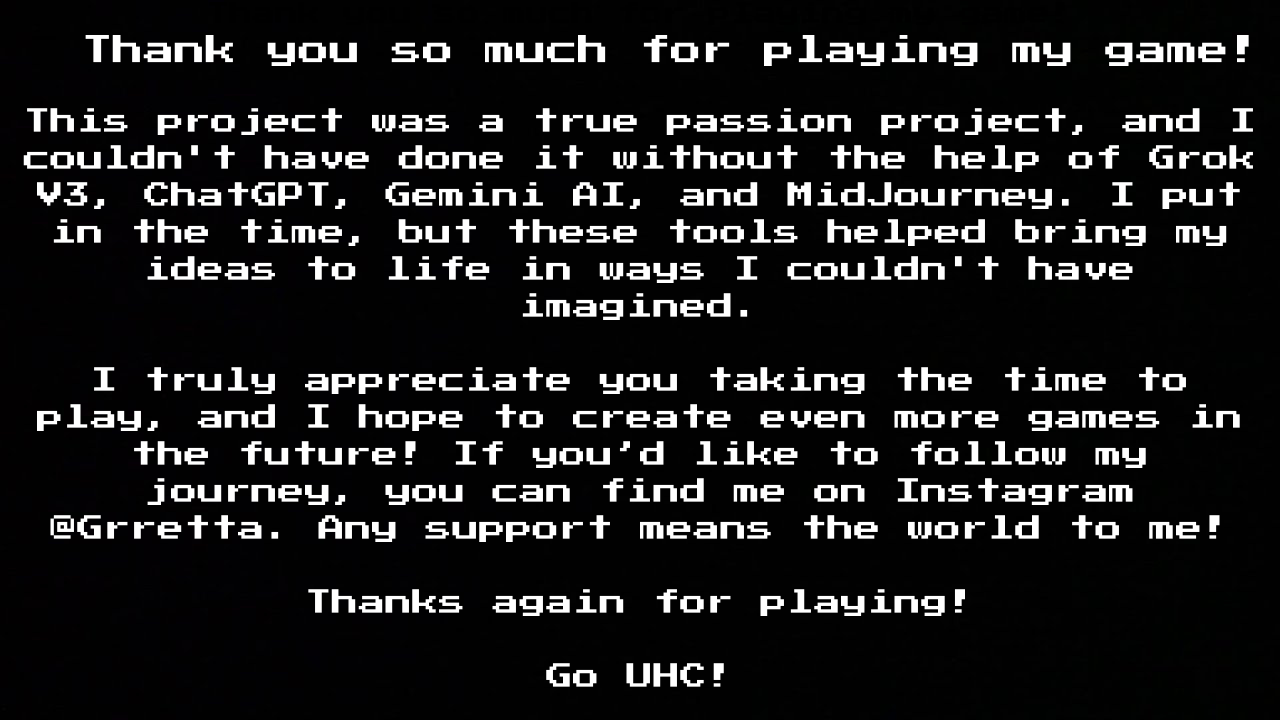 Thank you so much for playing my game!
This project was a true passion project, and I
couldn't have done it without the help of Grok
V3, ChatGPT, Gemini AI, and MidJourney. I put
in the time, but these tools helped bring my
ideas to life in ways I couldn't have
imagined.
I truly appreciate you taking the time to
play, and I hope to create even more games in
the future! If you’d like to follow my
journey, you can find me on Instagram
@Grretta. Any support means the world to me!
Thanks again for playing!
Go UHC!